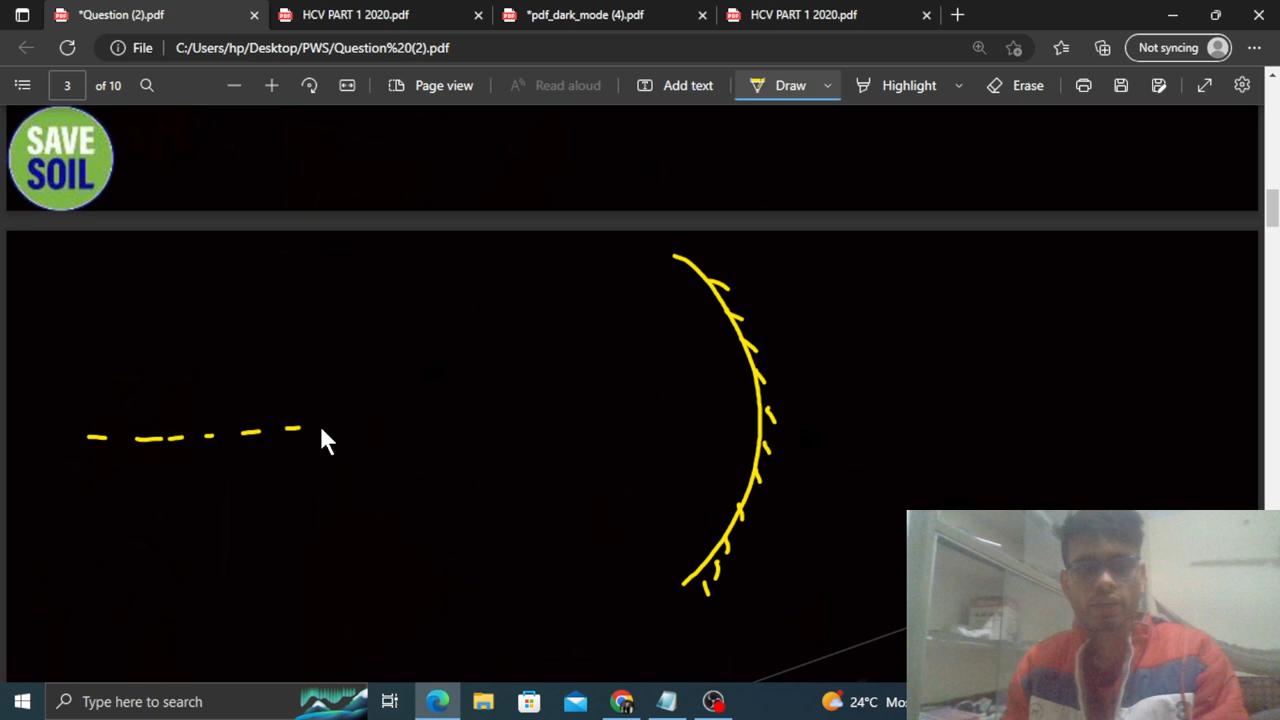 *Question (2).pdf
HCV PART 1 2020.pdf
*pdf_dark_mode (4).pdf
HCV PART 1 2020.pdf
File
C:/Users/hp/Desktop/PWS/Question%20(2).pdf
Not syncing
3 of 10
Page view
Read aloud
Add text
Draw
Highlight
Erase
SAVE
SOIL
Type here to search
24°C Mos